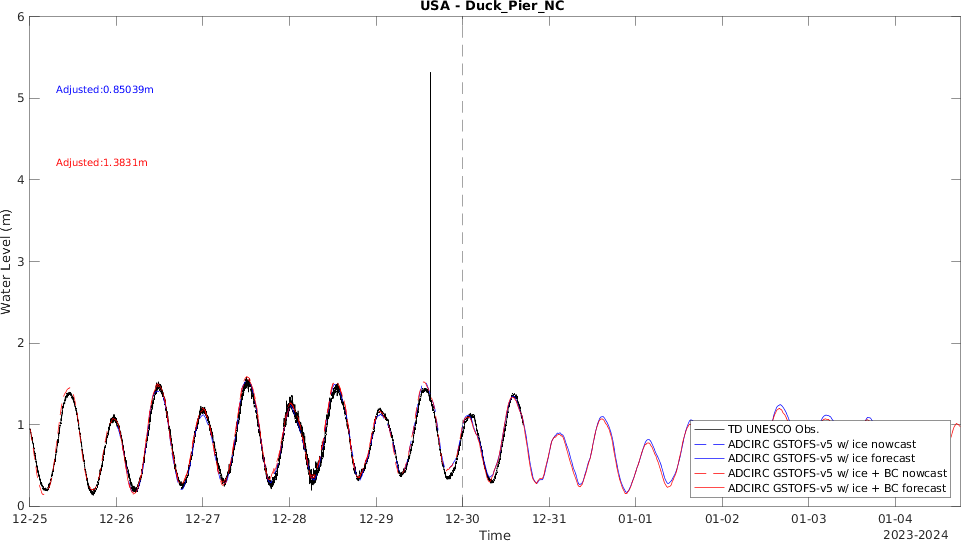 USA - Duck_Pier_NC
6
5
4
3
2
1
0
Water Level (m)
Adjusted:0.85039m
Adjusted:1.3831m
TD UNESCO Obs.
ADCIRC GSTOFS-v5 w/ ice nowcast
ADCIRC GSTOFS-v5 w/ ice forecast
ADCIRC GSTOFS-v5 w/ ice + BC nowcast
ADCIRC GSTOFS-v5 w/ ice + BC forecast
12-25 12-26 12-27 12-28 12-29 12-30 12-31 01-01 01-02 01-03 01-04
Time
2023-2024